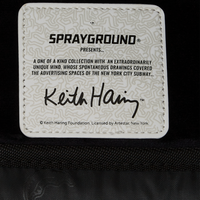 SPRAYGROUND®
PRESENTS...
A ONE OF A KIND COLLECTION WITH AN EXTRAORDINARILY
UNIQUE MIND, WHOSE SPONTANEOUS DRAWINGS COVERED
THE ADVERTISING SPACES OF THE NEW YORK CITY SUBWAY...
Keith Haring
© Keith Haring Foundation. Licensed by Artestar, New York